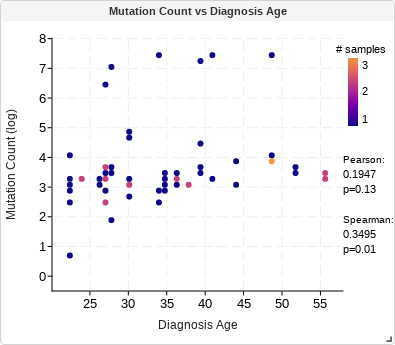 Mutation Count vs Diagnosis Age
# samples
3
2
1
Pearson:
0.1947
p=0.13
Spearman:
0.3495
p=0.01
Mutation Count (log)
8
7
6
5
4
3
2
1
0
25
30
35
40
45
50
55
Diagnosis Age